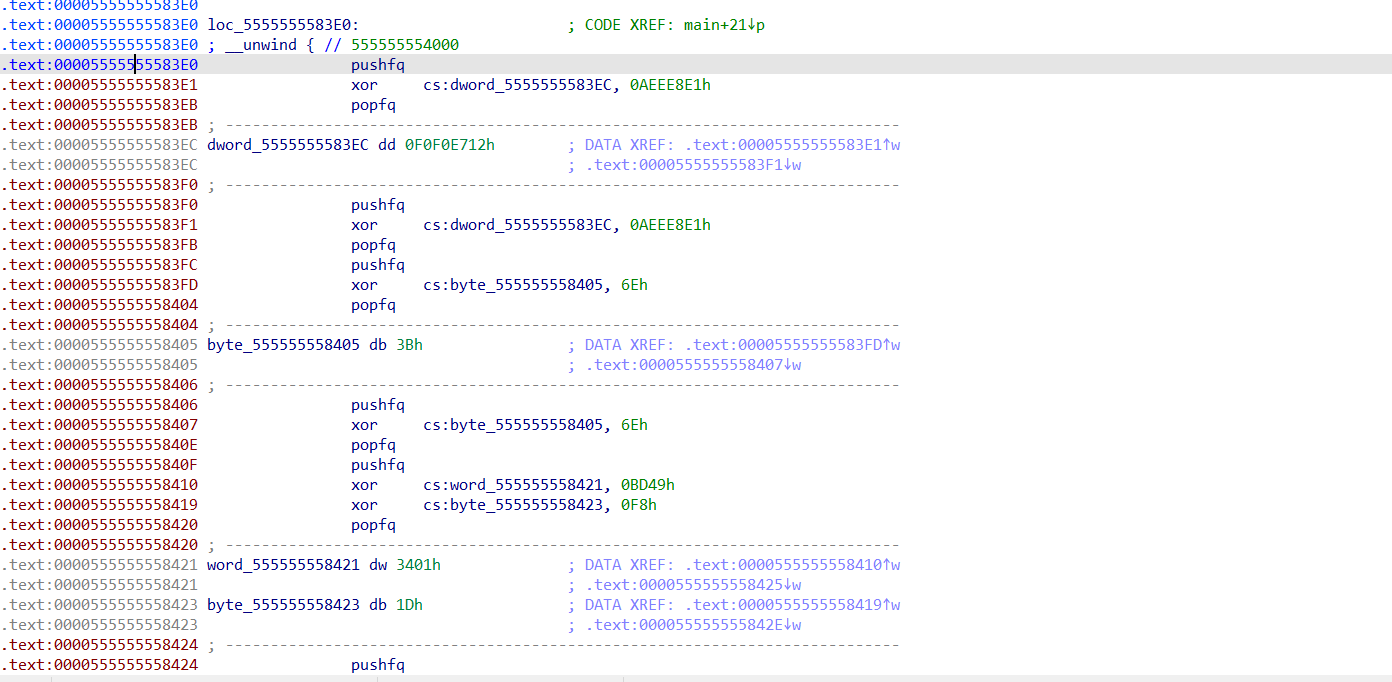 .text:00005555555583E0
.text:00005555555583E0 loc_5555555583E0: ; CODE XREF: main+21↓p
.text:00005555555583E0 ; __unwind { // 555555554000
.text:00005555555583E0 pushfq
.text:00005555555583E1 xor cs:dword_5555555583EC, 0AEEE8E1h
.text:00005555555583EB popfq
.text:00005555555583EB ; ---------------------------------------------------------------------------
.text:00005555555583EC dword_5555555583EC dd 0F0F0E712h ; DATA XREF: .text:00005555555583E1↑w
.text:00005555555583EC ; .text:00005555555583F1↓w
.text:00005555555583F0 ; ---------------------------------------------------------------------------
.text:00005555555583F0 pushfq
.text:00005555555583F1 xor cs:dword_5555555583EC, 0AEEE8E1h
.text:00005555555583FB popfq
.text:00005555555583FC pushfq
.text:00005555555583FD xor cs:byte_555555558405, 6Eh
.text:0000555555558404 popfq
.text:0000555555558404 ; ---------------------------------------------------------------------------
.text:0000555555558405 byte_555555558405 db 3Bh ; DATA XREF: .text:00005555555583FD↑w
.text:0000555555558405 ; .text:0000555555558407↓w
.text:0000555555558406 ; ---------------------------------------------------------------------------
.text:0000555555558406 pushfq
.text:0000555555558407 xor cs:byte_555555558405, 6Eh
.text:000055555555840E popfq
.text:000055555555840F pushfq
.text:0000555555558410 xor cs:word_555555558421, 0BD49h
.text:0000555555558419 xor cs:byte_555555558423, 0F8h
.text:0000555555558420 popfq
.text:0000555555558420 ; ---------------------------------------------------------------------------
.text:0000555555558421 word_555555558421 dw 3401h ; DATA XREF: .text:0000555555558410↑w
.text:0000555555558421 ; .text:0000555555558425↓w
.text:0000555555558423 byte_555555558423 db 1Dh ; DATA XREF: .text:0000555555558419↑w
.text:0000555555558423 ; .text:000055555555842E↓w
.text:0000555555558424 ; ---------------------------------------------------------------------------
.text:0000555555558424 pushfq